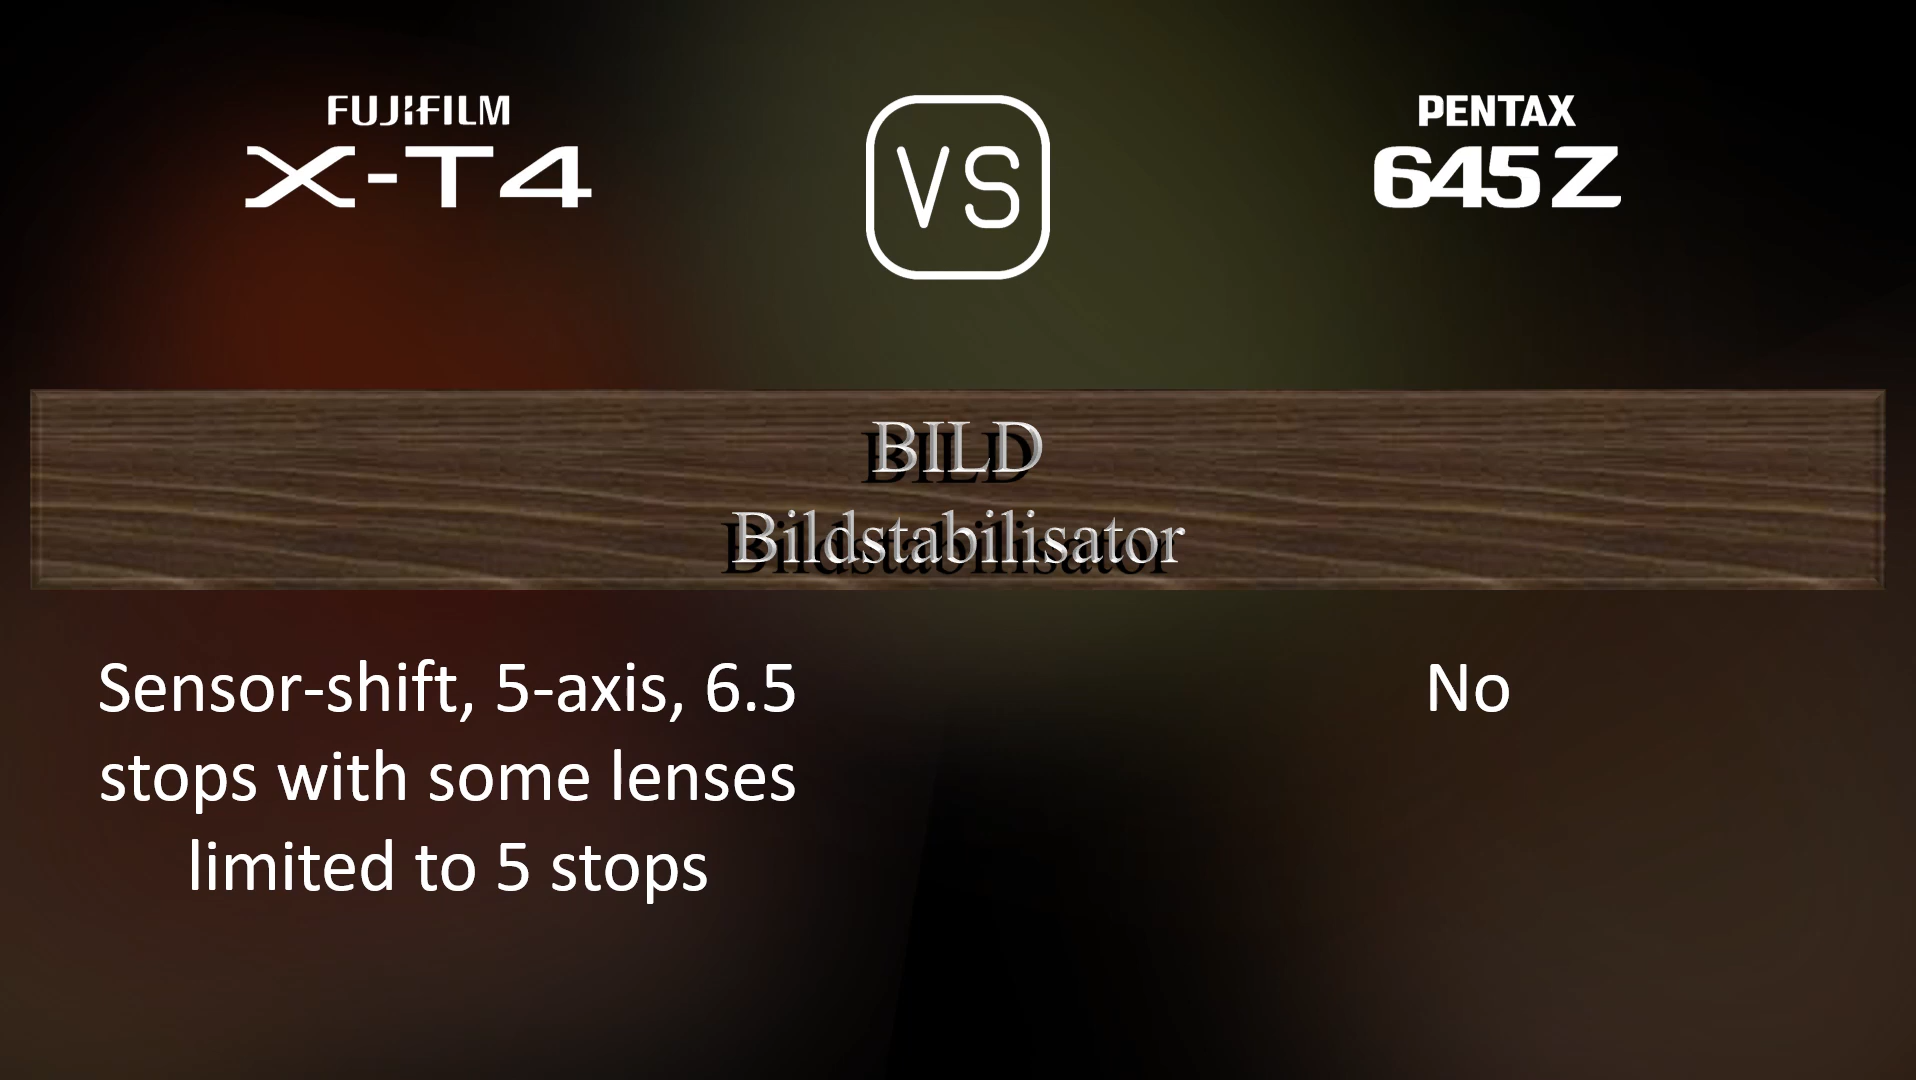 FUJIFILM
X-T4
VS
PENTAX
645Z
BILD
Bildstabilisator
Sensor-shift, 5-axis, 6.5
stops with some lenses
limited to 5 stops
No